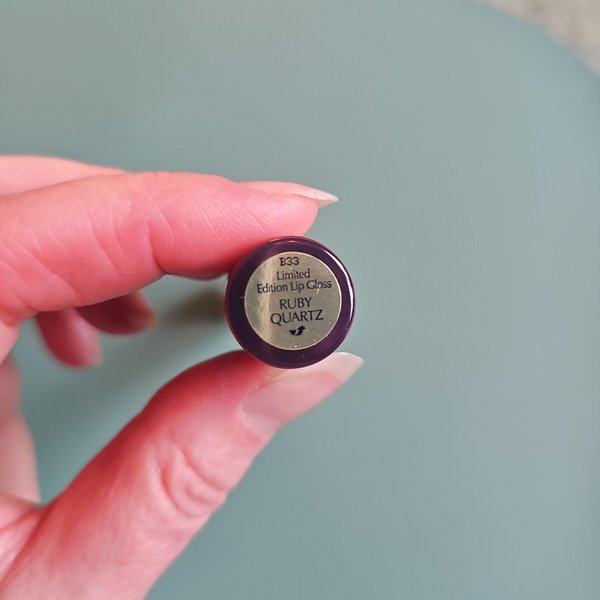 B33
Limited
Edition Lip Gloss
RUBY
QUARTZ